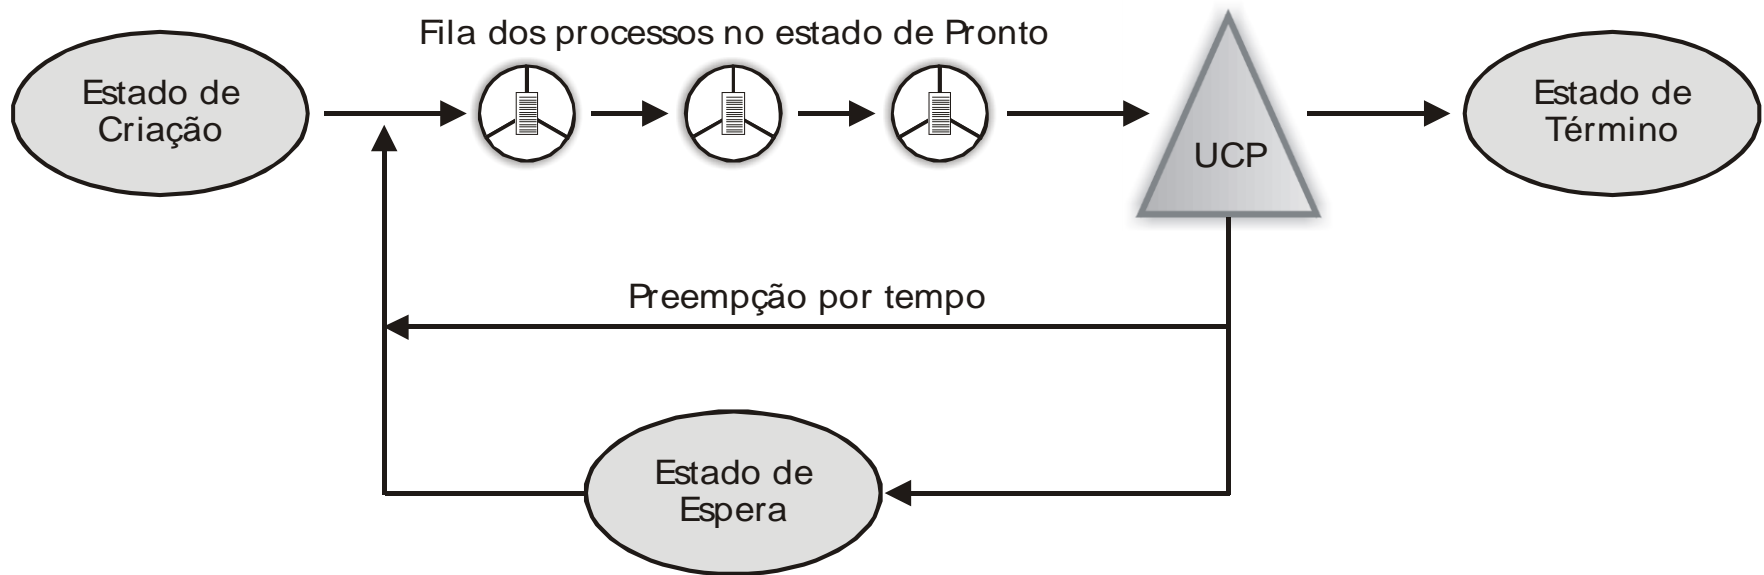 Fila dos processos no estado de Pronto
Estado de
Criação
UCP
Estado de
Término
Preempção por tempo
Estado de
Espera